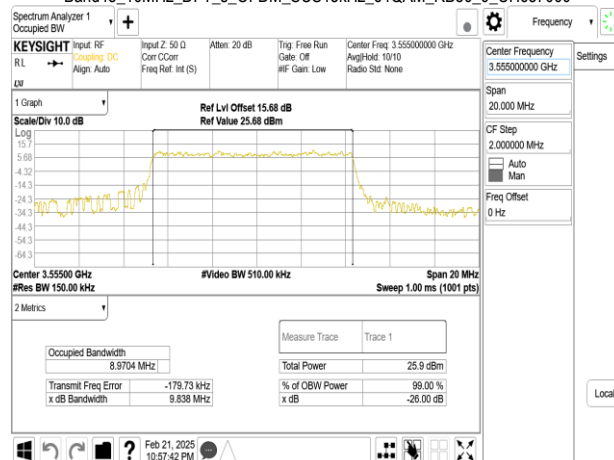 Spectrum Analyzer 1
Occupied BW
+
Frequency
Settings
KEYSIGHT
RL
LXI
Input: RF
Coupling: DC
Align: Auto
Input Z: 50 Ω
Corr CCorr
Freq Ref: Int (S)
Atten: 20 dB
Trig: Free Run
Gate: Off
#IF Gain: Low
Center Freq: 3.555000000 GHz
Avg|Hold: 10/10
Radio Std: None
Center Frequency
3.555000000 GHz
Span
20.000 MHz
CF Step
2.000000 MHz
Auto
Man
Freq Offset
0 Hz
Local
1 Graph
Scale/Div 10.0 dB
Ref Lvl Offset 15.68 dB
Ref Value 25.68 dBm
Log
15.7
5.68
-4.32
-14.3
-24.3
-34.3
-44.3
-54.3
-64.3
Center 3.55500 GHz
#Res BW 150.00 kHz
#Video BW 510.00 kHz
Span 20 MHz
Sweep 1.00 ms (1001 pts)
2 Metrics
Measure Trace Trace 1
Occupied Bandwidth
8.9704 MHz
Total Power 25.9 dBm
Transmit Freq Error -179.73 kHz
% of OBW Power 99.00 %
x dB Bandwidth 9.838 MHz
x dB -26.00 dB
?
Feb 21, 2025
10:57:42 PM